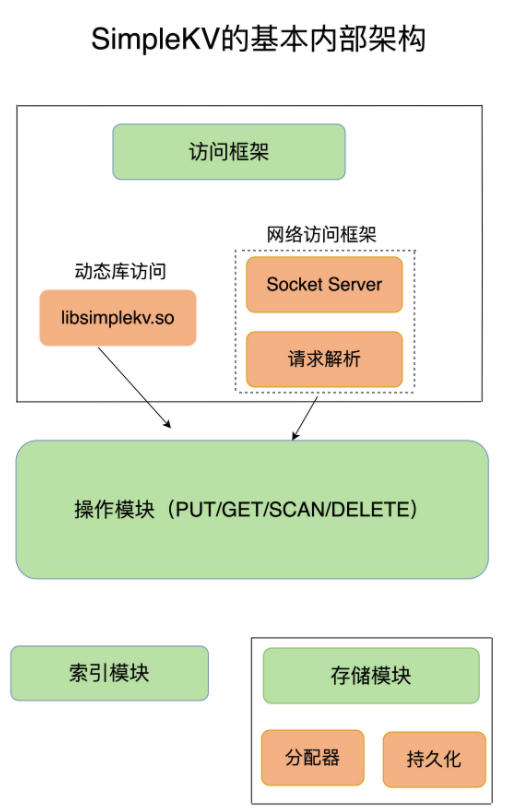 SimpleKV的基本内部架构
访问框架
网络访问框架
动态库访问
Socket Server
libsimplekv.so
请求解析
操作模块（PUT/GET/SCAN/DELETE）
索引模块
存储模块
分配器
持久化